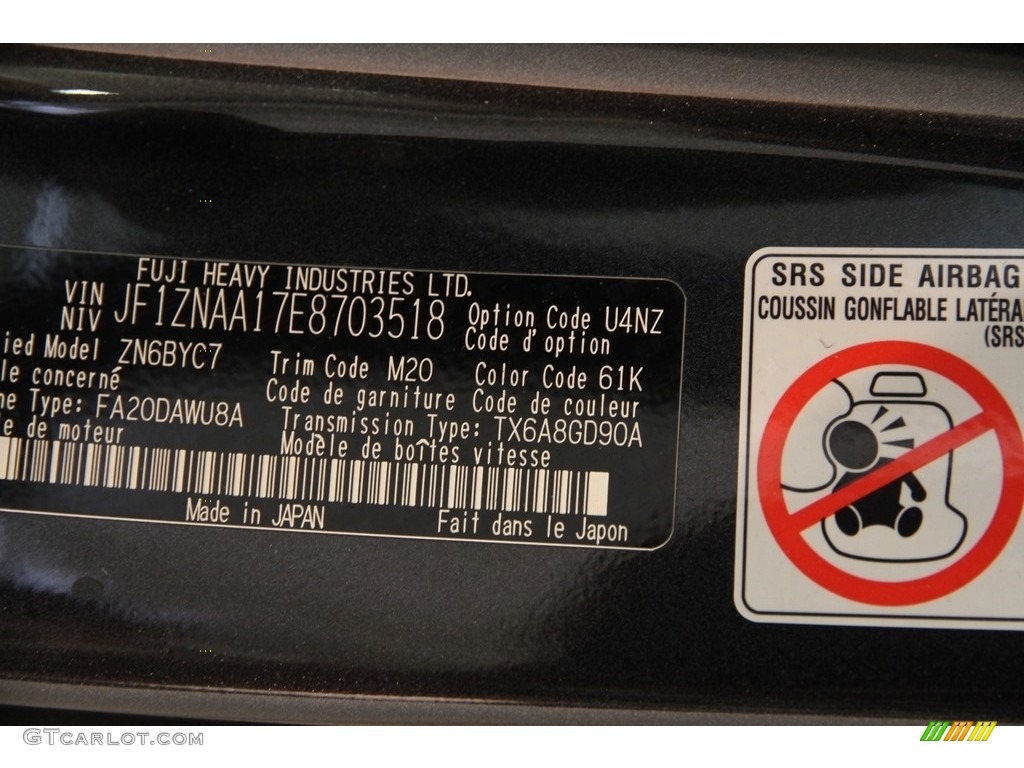 FUJI HEAVY INDUSTRIES LTD.
VIN
NIV
JF1ZNAA17E8703518
Option Code U4NZ
Code d'option
ied Model ZN6BYC7
le concerné
Trim Code M20
Code de garniture
Color Code 61K
Code de couleur
ne Type: FA20DAWU8A
le de moteur
Transmission Type: TX6A8GD90A
Modèle de boîtes vitesse
Made in JAPAN
Fait dans le Japon
SRS SIDE AIRBAG
COUSSIN GONFLABLE LATÉRA
(SRS
GTCarLot.com